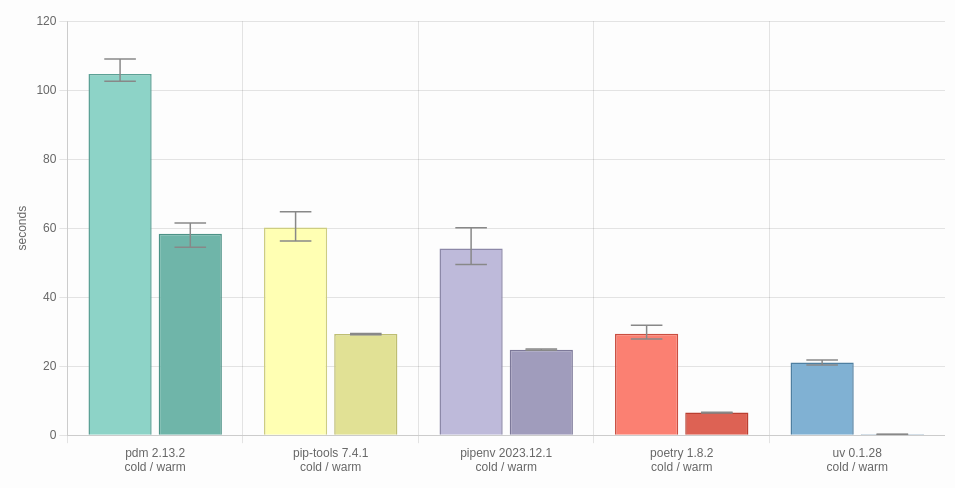 120
100
80
60
40
20
0
seconds
pdm 2.13.2
cold / warm
pip-tools 7.4.1
cold / warm
pipenv 2023.12.1
cold / warm
poetry 1.8.2
cold / warm
uv 0.1.28
cold / warm